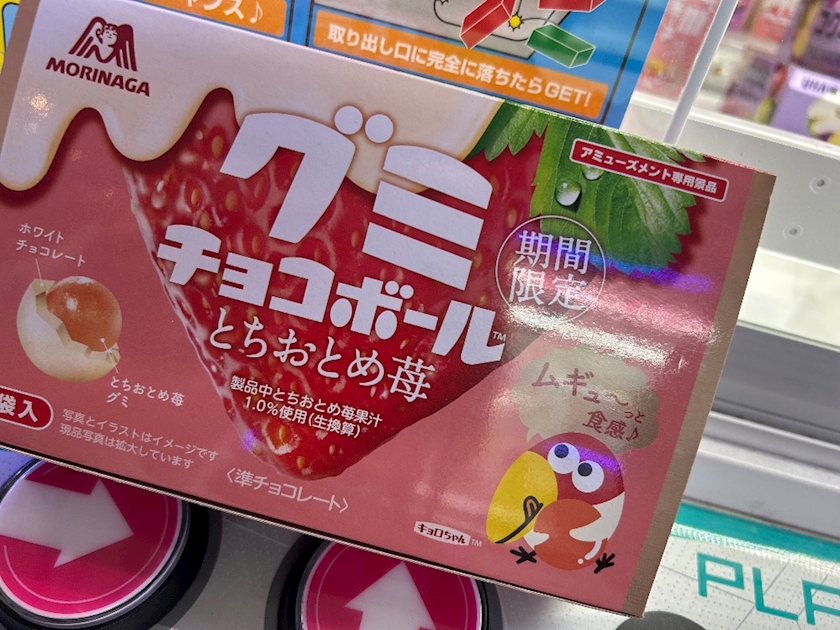 ャンス♪
取り出し口に完全に落ちたらGET!
MORINAGA
アミューズメント専用景品
グミ
チョコボール™
とちおとめ苺
期間
限定
ホワイト
チョコレート
とちおとめ苺
グミ
製品中とちおとめ苺果汁
1.0%使用(生換算)
ムギュ〜っと
食感♪
袋入
写真とイラストはイメージです
現品写真は拡大しています
〈準チョコレート〉
キョロちゃん™
UHA
PL